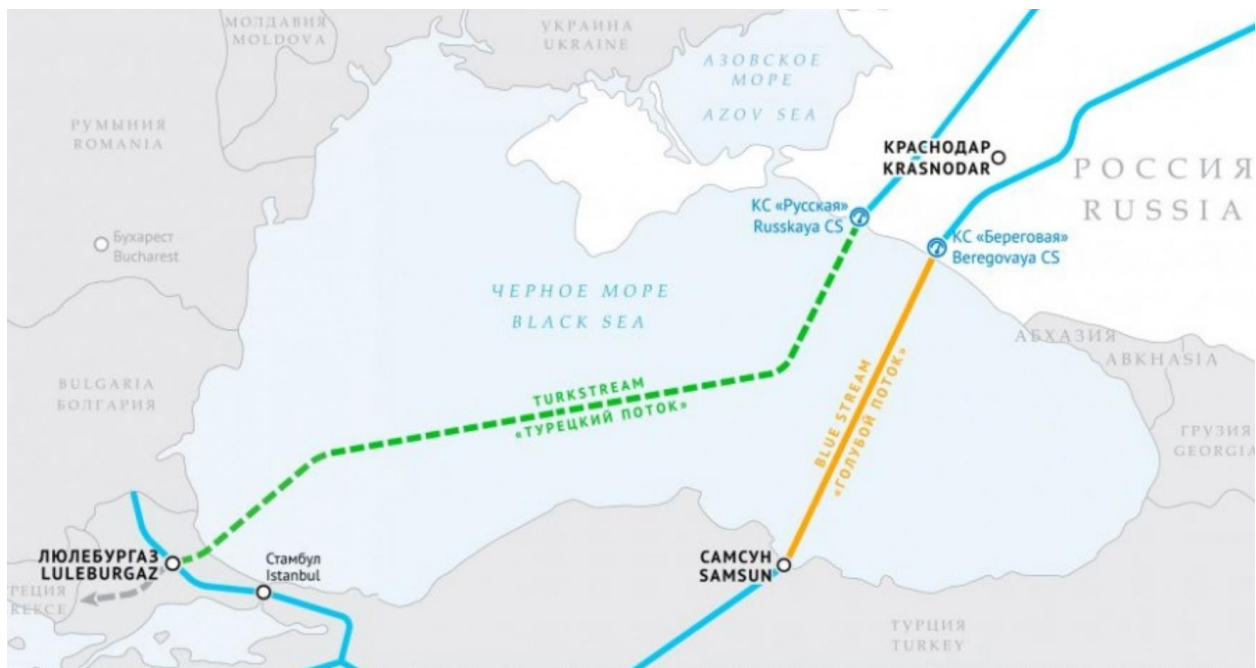 МОЛДАВИЯ
MOLDOVA
УКРАИНА
UKRAINE
АЗОВСКОЕ
МОРЕ
AZOV SEA
РУМЫНИЯ
ROMANIA
КРАСНОДАР
KRASNODAR
РОССИЯ
RUSSIA
КС «Русская»
Russkaya CS
КС «Береговая»
Beregovaya CS
Бухарест
Bucharest
ЧЕРНОЕ МОРЕ
BLACK SEA
АБХАЗИЯ
ABKHASIA
BULGARIA
БОЛГАРИЯ
TURKSTREAM
«ТУРЕЦКИЙ ПОТОК»
BLUE STREAM
«ГОЛУБОЙ ПОТОК»
ГРУЗИЯ
GEORGIA
ЛЮЛЕБУРГАЗ
LULEBURGAZ
Стамбул
Istanbul
САМСУН
SAMSUN
РЕЦИЯ
REECE
ТУРЦИЯ
TURKEY